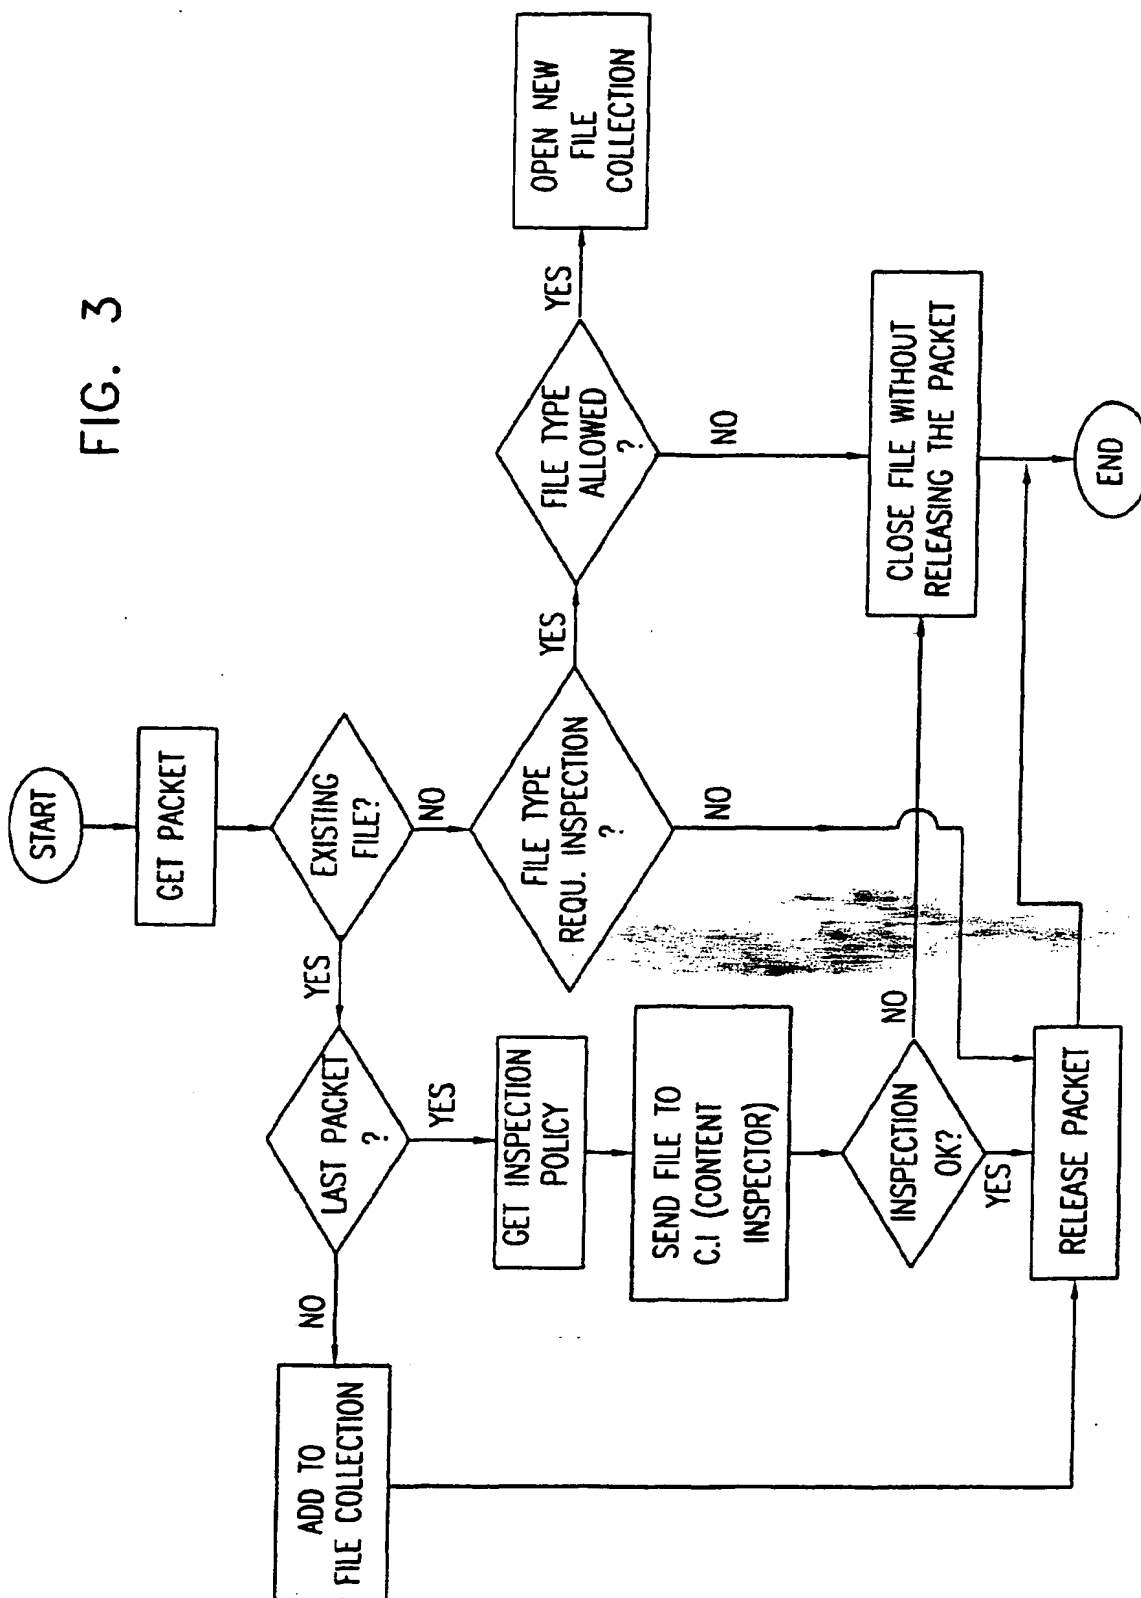 FIG. 3
START
GET PACKET
EXISTING
FILE?
YES
NO
LAST PACKET
?
NO
YES
ADD TO
FILE COLLECTION
GET INSPECTION
POLICY
SEND FILE TO
C.I (CONTENT
INSPECTOR)
INSPECTION
OK?
NO
YES
RELEASE PACKET
FILE TYPE
REQU. INSPECTION
?
YES
NO
FILE TYPE
ALLOWED
?
YES
NO
OPEN NEW
FILE
COLLECTION
CLOSE FILE WITHOUT
RELEASING THE PACKET
END